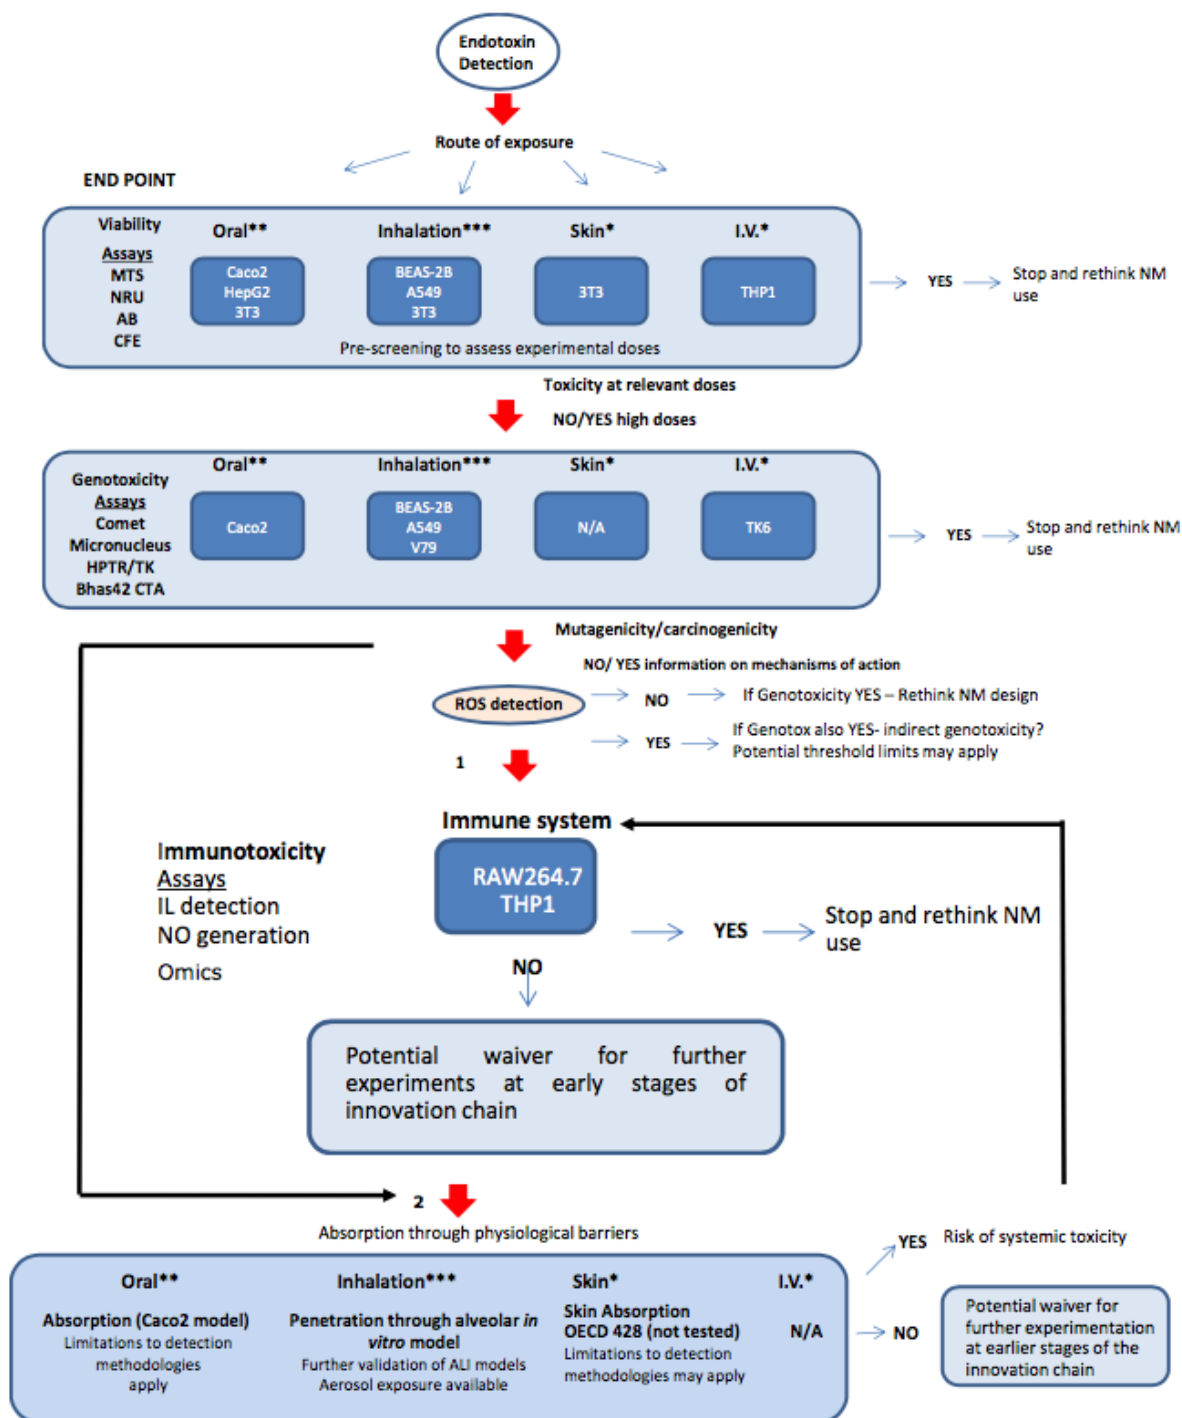 Endotoxin
Detection
Route of exposure
END POINT
Viability
Assays
MTS
NRU
AB
CFE
Oral**
Caco2
HepG2
3T3
Inhalation***
BEAS-2B
A549
3T3
Skin*
3T3
I.V.*
THP1
Pre-screening to assess experimental doses
YES
Stop and rethink NM
use
Toxicity at relevant doses
NO/YES high doses
Genotoxicity
Assays
Comet
Micronucleus
HPTR/TK
Bhas42 CTA
Oral**
Caco2
Inhalation***
BEAS-2B
A549
V79
Skin*
N/A
I.V.*
TK6
YES
Stop and rethink NM
use
Mutagenicity/carcinogenicity
NO/ YES information on mechanisms of action
ROS detection
NO
If Genotoxicity YES – Rethink NM design
YES
If Genotox also YES- indirect genotoxicity?
Potential threshold limits may apply
1
Immune system
RAW264.7
THP1
Immunotoxicity
Assays
IL detection
NO generation
Omics
YES
Stop and rethink NM
use
NO
Potential waiver for further
experiments at early stages of
innovation chain
2
Absorption through physiological barriers
Oral**
Absorption (Caco2 model)
Limitations to detection
methodologies
apply
Inhalation***
Penetration through alveolar in
vitro model
Further validation of ALI models
Aerosol exposure available
Skin*
Skin Absorption
OECD 428 (not tested)
Limitations to detection
methodologies may apply
I.V.*
N/A
YES
Risk of systemic toxicity
NO
Potential waiver for
further experimentation
at earlier stages of the
innovation chain